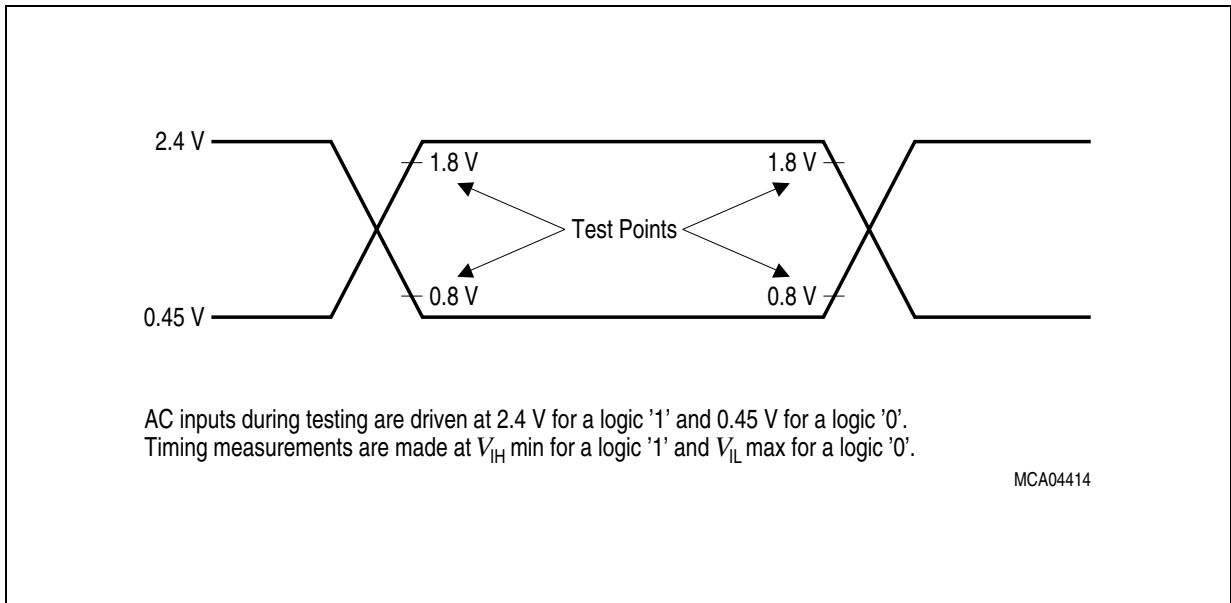 2.4 V
1.8 V
1.8 V
Test Points
0.8 V
0.8 V
0.45 V
AC inputs during testing are driven at 2.4 V for a logic '1' and 0.45 V for a logic '0'.
Timing measurements are made at VIH min for a logic '1' and VIL max for a logic '0'.
MCA04414